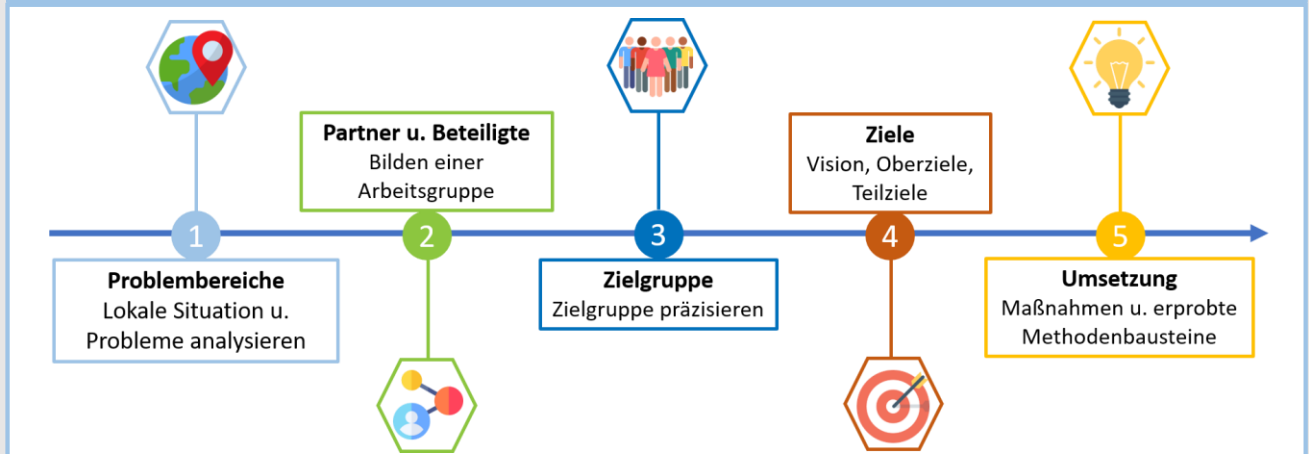 1
Problembereiche
Lokale Situation u.
Probleme analysieren
Partner u. Beteiligte
Bilden einer
Arbeitsgruppe
2
3
Zielgruppe
Zielgruppe präzisieren
Ziele
Vision, Oberziele,
Teilziele
4
5
Umsetzung
Maßnahmen u. erprobte
Methodenbausteine